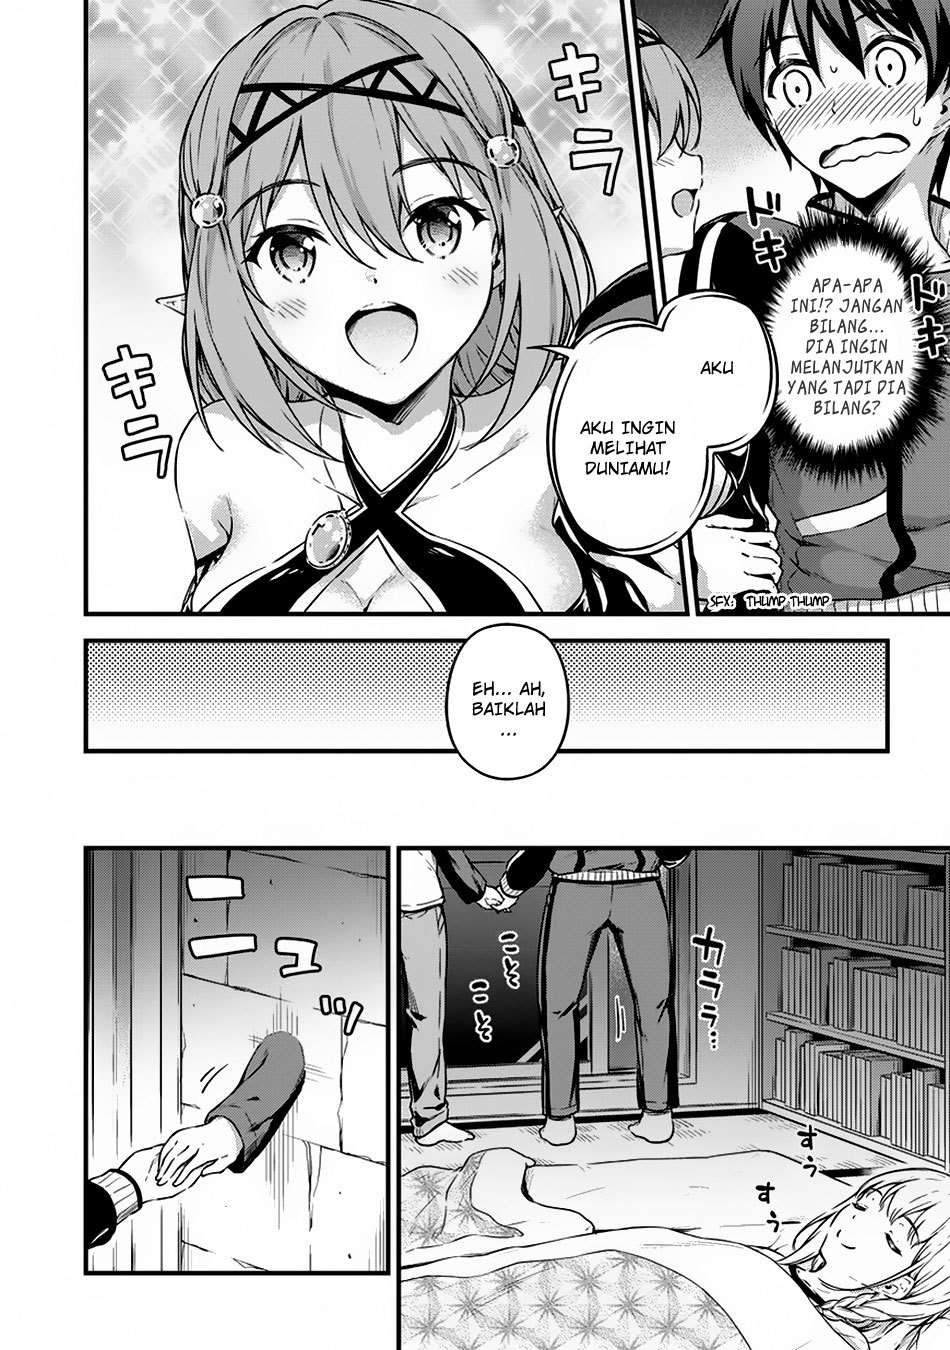 APA-APA
INI!? JANGAN
BILANG...
DIA INGIN
MELANJUTKAN
YANG TADI DIA
BILANG?
ドキ
ドキ
SFX: THUMP THUMP
AKU
AKU INGIN
MELIHAT
DUNIAMU!
キラ
キラ
EH... AH,
BAIKLAH
...
カララ...
こそ
こそ
すぅ
すぅ
ニュー